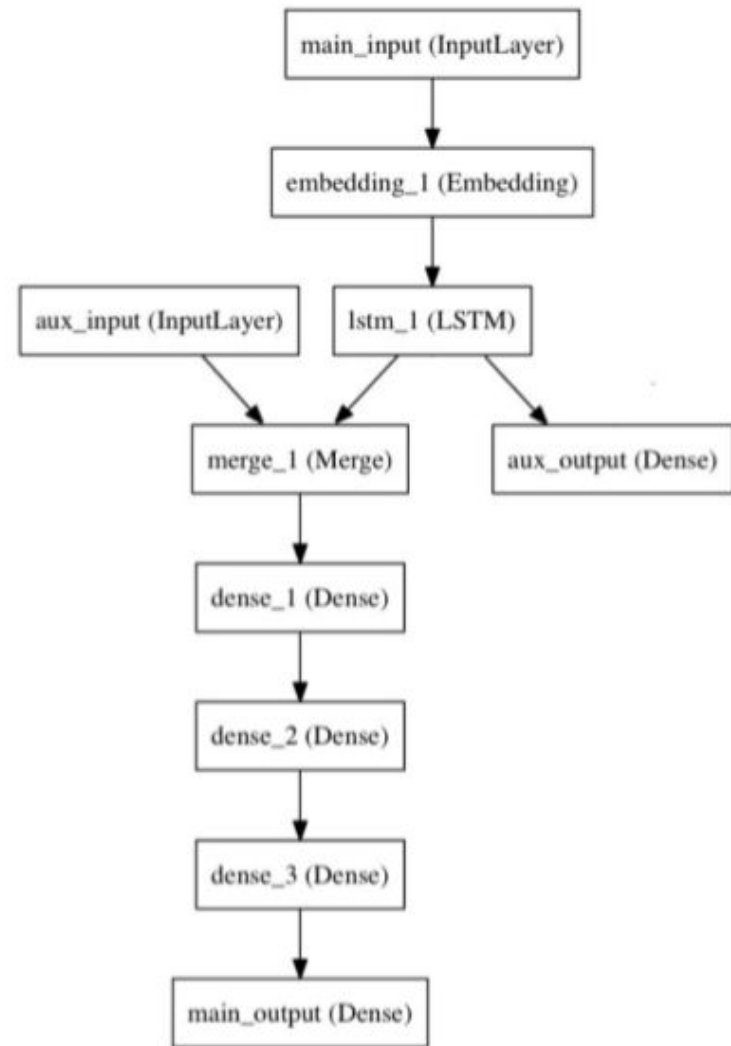 main_input (InputLayer)
embedding_1 (Embedding)
aux_input (InputLayer)
lstm_1 (LSTM)
merge_1 (Merge)
aux_output (Dense)
dense_1 (Dense)
dense_2 (Dense)
dense_3 (Dense)
main_output (Dense)